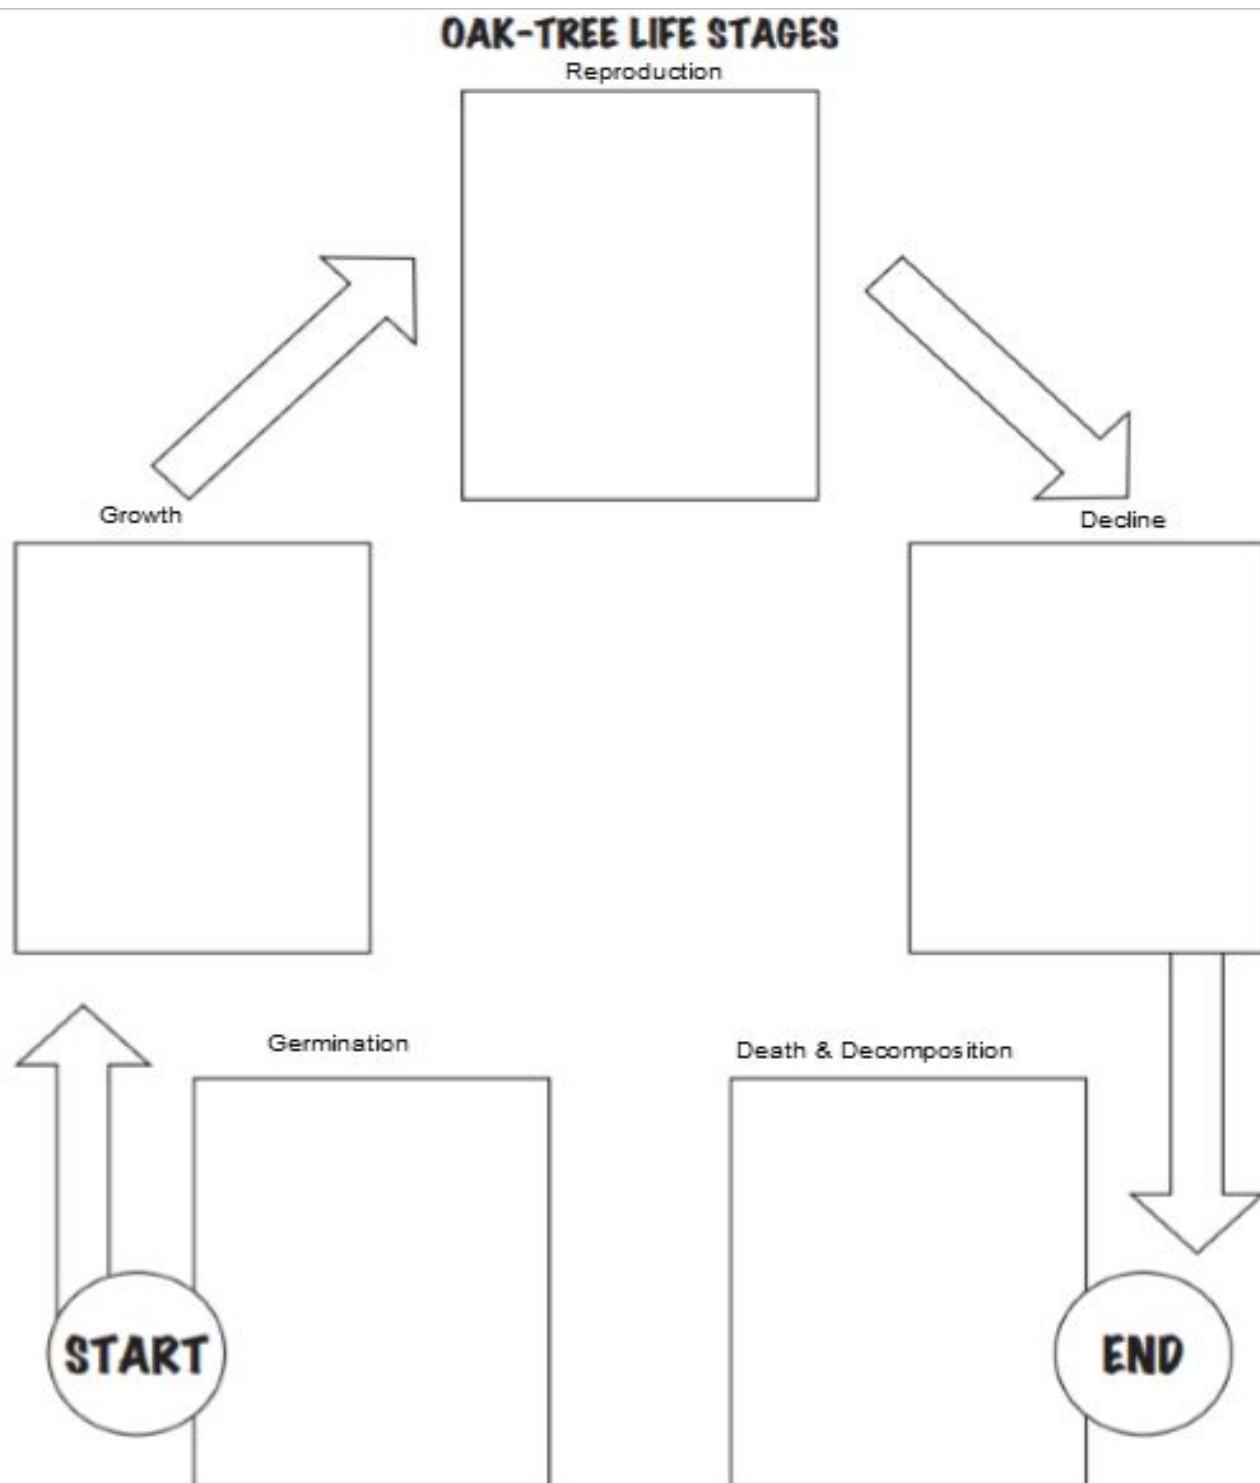 OAK-TREE LIFE STAGES
Reproduction
Growth
Decline
Germination
Death & Decomposition
START
END